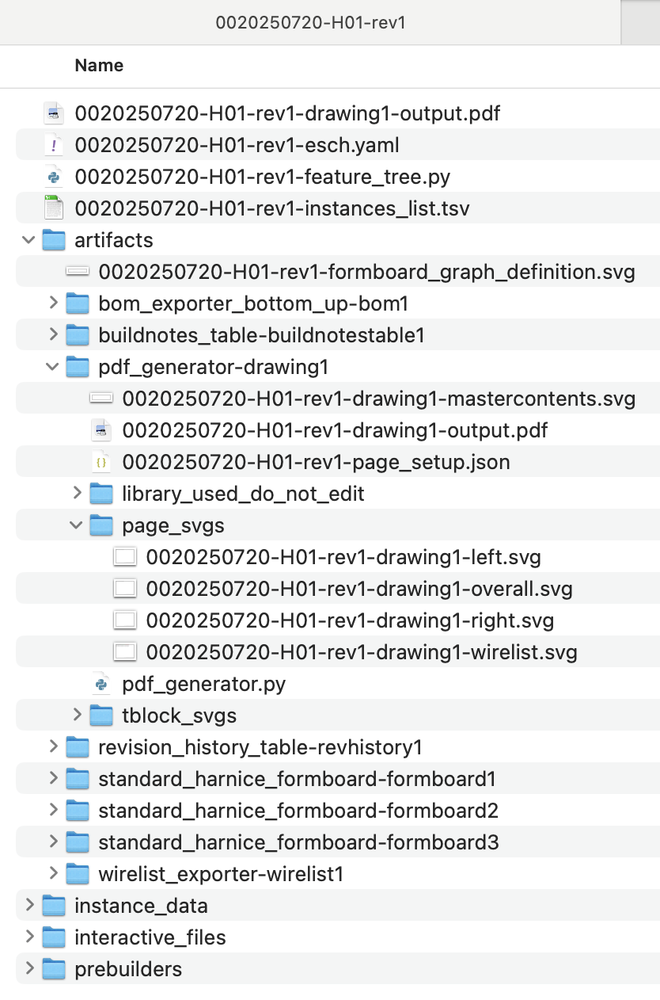 0020250720-H01-rev1
Name
0020250720-H01-rev1-drawing1-output.pdf
0020250720-H01-rev1-esch.yaml
0020250720-H01-rev1-feature_tree.py
0020250720-H01-rev1-instances_list.tsv
artifacts
0020250720-H01-rev1-formboard_graph_definition.svg
bom_exporter_bottom_up-bom1
buildnotes_table-buildnotestable1
pdf_generator-drawing1
0020250720-H01-rev1-drawing1-mastercontents.svg
0020250720-H01-rev1-drawing1-output.pdf
0020250720-H01-rev1-page_setup.json
library_used_do_not_edit
page_svgs
0020250720-H01-rev1-drawing1-left.svg
0020250720-H01-rev1-drawing1-overall.svg
0020250720-H01-rev1-drawing1-right.svg
0020250720-H01-rev1-drawing1-wirelist.svg
pdf_generator.py
tblock_svgs
revision_history_table-revhistory1
standard_harnice_formboard-formboard1
standard_harnice_formboard-formboard2
standard_harnice_formboard-formboard3
wirelist_exporter-wirelist1
instance_data
interactive_files
prebuilders